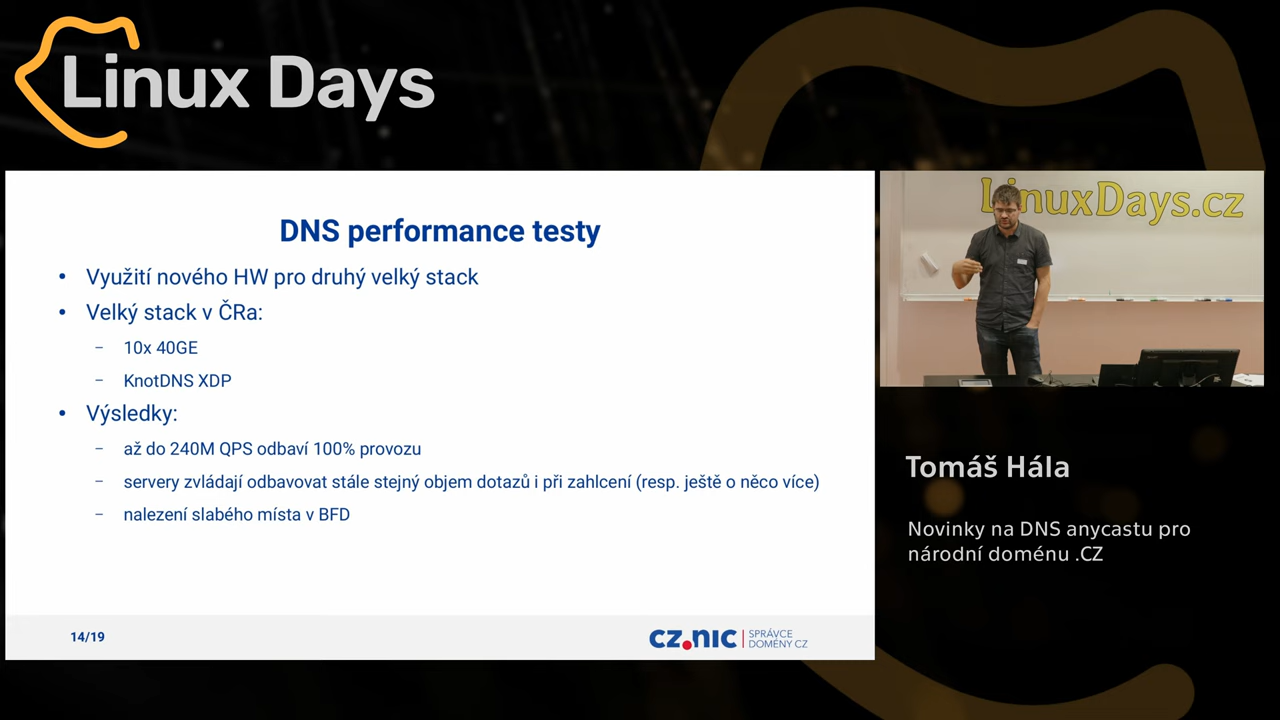 Linux Days
DNS performance testy
• Využití nového HW pro druhý velký stack
• Velký stack v ČRa:
– 10x 40GE
– KnotDNS XDP
• Výsledky:
– až do 240M QPS odbaví 100% provozu
– servery zvládají odbavovat stále stejný objem dotazů i při zahlcení (resp. ještě o něco více)
– nalezení slabého místa v BFD
14/19
cz.nic
SPRÁVCE
DOMÉNY CZ
LinuxDays.cz
Tomáš Hála
Novinky na DNS anycastu pro
národní doménu .CZ